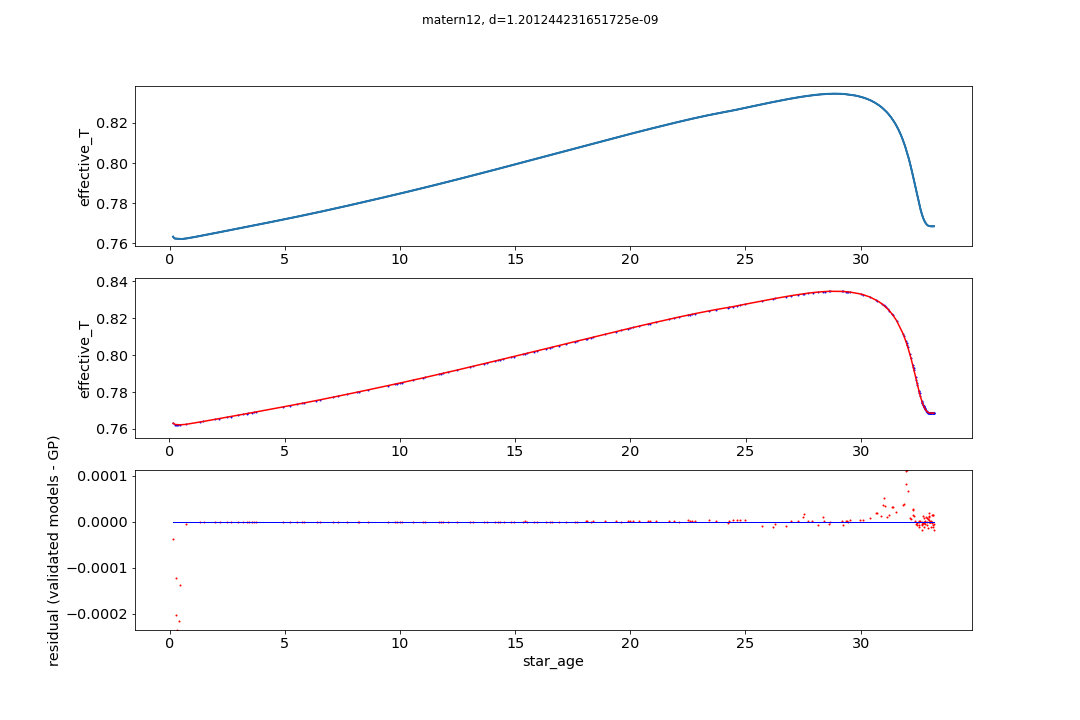 matern12, d=1.201244231651725e-09
effective_T
0.82
0.80
0.78
0.76
0 5 10 15 20 25 30
effective_T
0.84
0.82
0.80
0.78
0.76
0 5 10 15 20 25 30
residual (validated models - GP)
0.0001
0.0000
−0.0001
−0.0002
0 5 10 15 20 25 30
star_age